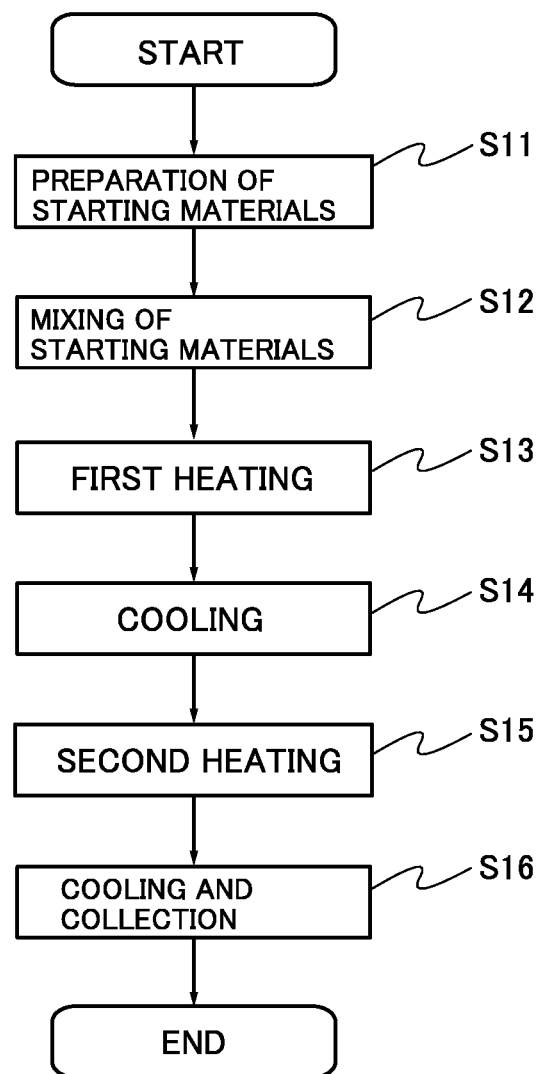 START
S11
PREPARATION OF
STARTING MATERIALS
S12
MIXING OF
STARTING MATERIALS
S13
FIRST HEATING
S14
COOLING
S15
SECOND HEATING
S16
COOLING AND
COLLECTION
END